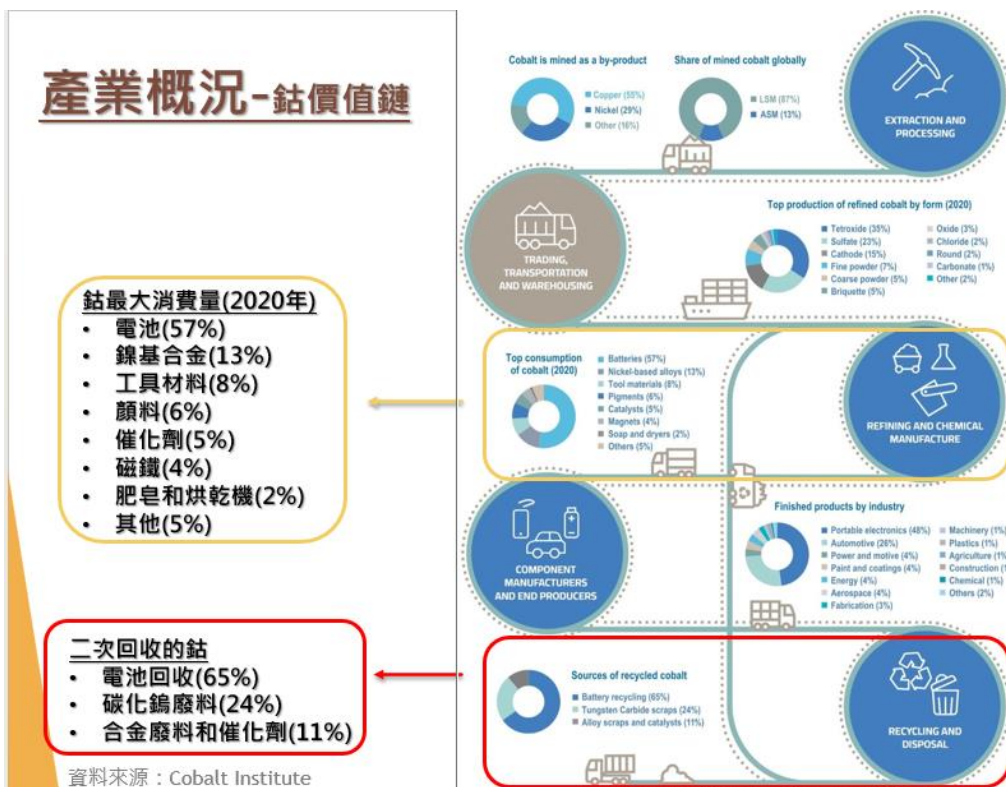 產業概況-鈷價值鏈
鈷最大消費量(2020年)
• 電池(57%)
• 鎳基合金(13%)
• 工具材料(8%)
• 顏料(6%)
• 催化劑(5%)
• 磁鐵(4%)
• 肥皂和烘乾機(2%)
• 其他(5%)
二次回收的鈷
• 電池回收(65%)
• 碳化鎢廢料(24%)
• 合金廢料和催化劑(11%)
資料來源：Cobalt Institute
Cobalt is mined as a by-product
Copper (55%)
Nickel (29%)
Other (16%)
Share of mined cobalt globally
LSM (87%)
ASM (13%)
EXTRACTION AND
PROCESSING
TRADING,
TRANSPORTATION
AND WAREHOUSING
Top production of refined cobalt by form (2020)
Tetroxide (35%)
Sulfate (23%)
Cathode (15%)
Fine powder (7%)
Coarse powder (5%)
Briquette (5%)
Oxide (3%)
Chloride (2%)
Round (2%)
Carbonate (1%)
Other (2%)
Top consumption
of cobalt (2020)
Batteries (57%)
Nickel-based alloys (13%)
Tool materials (8%)
Pigments (6%)
Catalysts (5%)
Magnets (4%)
Soap and dryers (2%)
Others (5%)
REFINING AND CHEMICAL
MANUFACTURE
COMPONENT
MANUFACTURERS
AND END PRODUCERS
Finished products by industry
Portable electronics (48%)
Automotive (26%)
Power and motive (4%)
Paint and coatings (4%)
Energy (4%)
Aerospace (4%)
Fabrication (3%)
Machinery (1%)
Plastics (1%)
Agriculture (1%
Construction (1
Chemical (1%)
Others (2%)
Sources of recycled cobalt
Battery recycling (65%)
Tungsten Carbide scraps (24%)
Alloy scraps and catalysts (11%)
RECYCLING AND
DISPOSAL